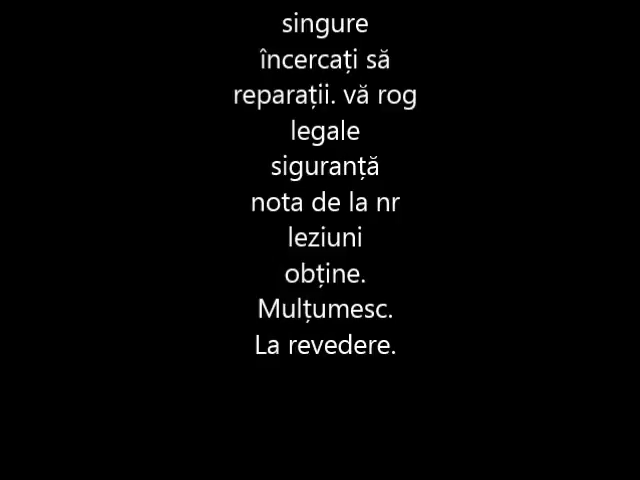 singure
încercați să
reparații. vă rog
legale
siguranță
nota de la nr
leziuni
obține.
Mulțumesc.
La revedere.